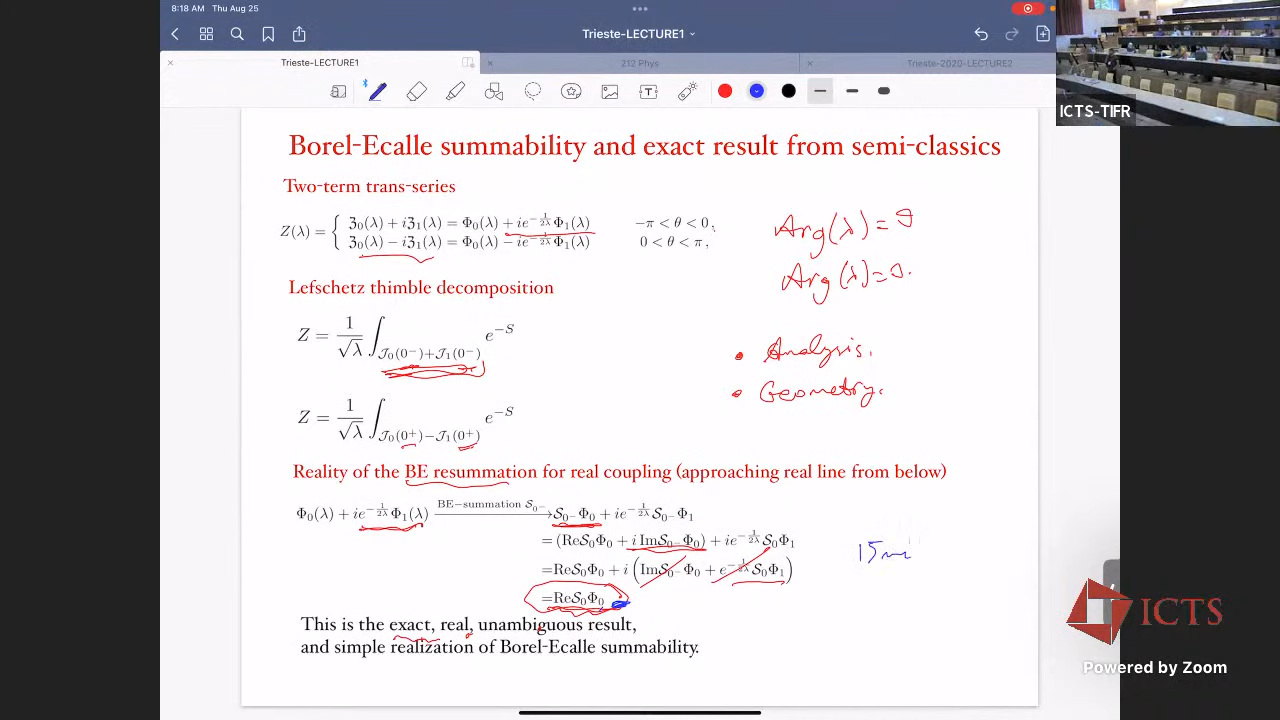 8:18 AM Thu Aug 25
Trieste-LECTURE1
Trieste-LECTURE1
212 Phys
Trieste-2020-LECTURE2
ICTS-TIFR
Borel-Ecalle summability and exact result from semi-classics
Two-term trans-series
Z(λ) = { ℨ₀(λ) + iℨ₁(λ) = Φ₀(λ) + ie^{-1/2λ} Φ₁(λ) −π < θ < 0,
ℨ₀(λ) − iℨ₁(λ) = Φ₀(λ) − ie^{-1/2λ} Φ₁(λ) 0 < θ < π,
Arg(λ) = θ
Arg(λ) = 0.
Lefschetz thimble decomposition
Z = 1/√λ ∫_{𝒥₀(0⁻)+𝒥₁(0⁻)} e^{−S}
• Analysis.
• Geometry.
Z = 1/√λ ∫_{𝒥₀(0⁺)−𝒥₁(0⁺)} e^{−S}
Reality of the BE resummation for real coupling (approaching real line from below)
Φ₀(λ) + ie^{-1/2λ} Φ₁(λ) —BE−summation 𝒮₀₋→ 𝒮₀₋Φ₀ + ie^{-1/2λ} 𝒮₀₋Φ₁
= (Re𝒮₀Φ₀ + i Im𝒮₀₋Φ₀) + ie^{-1/2λ} 𝒮₀Φ₁
=Re𝒮₀Φ₀ + i (Im𝒮₀₋Φ₀ + e^{-1/2λ} 𝒮₀Φ₁)
=Re𝒮₀Φ₀
This is the exact, real, unambiguous result,
and simple realization of Borel-Ecalle summability.
ICTS
Powered by Zoom